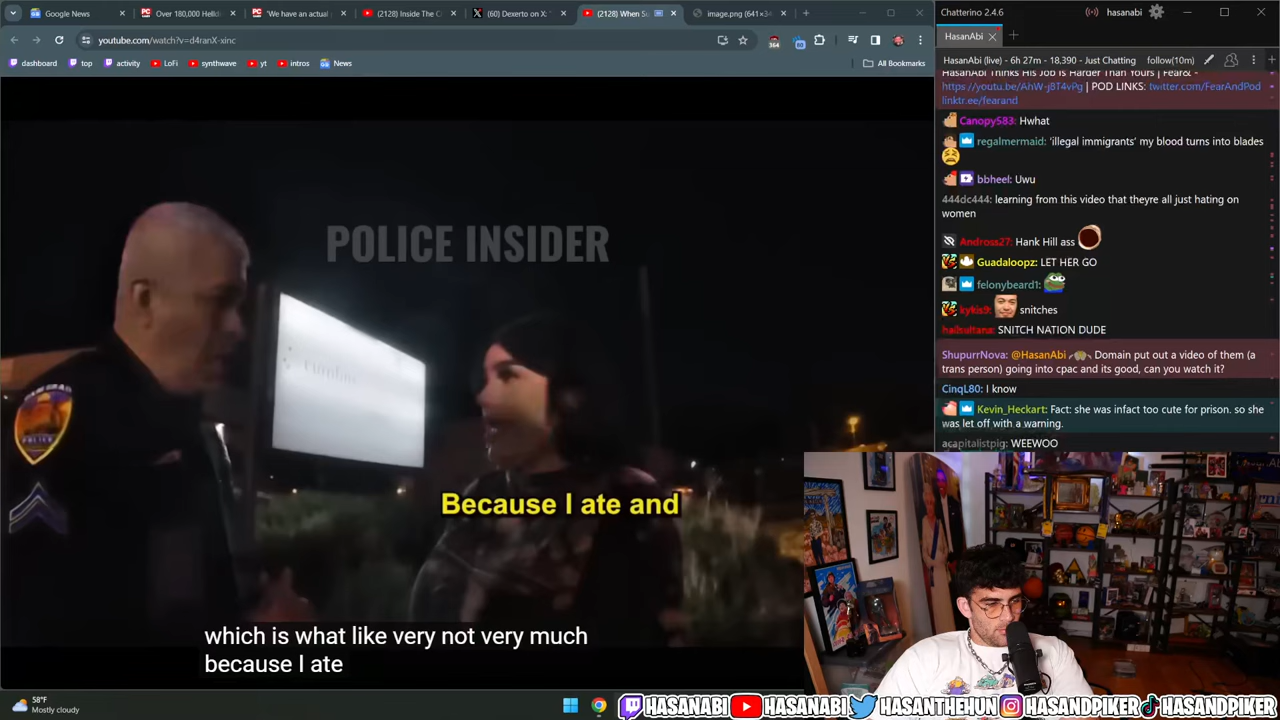 Google News
Over 180,000 Helldi
'We have an actual
(2128) Inside The C
(60) Dexerto on X:
(2128) When S
image.png (641×34
youtube.com/watch?v=d4ranX-xinc
364
dashboard
top
activity
LoFi
synthwave
yt
intros
News
All Bookmarks
POLICE INSIDER
POLICE
Because I ate and
which is what like very not very much
because I ate
58°F
Mostly cloudy
Chatterino 2.4.6
hasanabi
HasanAbi
HasanAbi (live) - 6h 27m - 18,390 - Just Chatting
follow(10m)
HasanAbi Thinks His Job Is Harder Than Yours | Fear& -
https://youtu.be/AhW-j8T4vPg | POD LINKS: twitter.com/FearAndPod
linktr.ee/fearand
Canopy583: Hwhat
regalmermaid: 'illegal immigrants' my blood turns into blades
bbheel: Uwu
444dc444: learning from this video that theyre all just hating on
women
Andross27: Hank Hill ass
Guadaloopz: LET HER GO
felonybeard1:
kykis9: snitches
hailsultana: SNITCH NATION DUDE
ShupurrNova: @HasanAbi Domain put out a video of them (a
trans person) going into cpac and its good, can you watch it?
CinqL80: I know
Kevin_Heckart: Fact: she was infact too cute for prison. so she
was let off with a warning.
acapitalistpig: WEEWOO
HASANABI
HASANABI
HASANTHEHUN
HASANDPIKER
HASANDPIKER